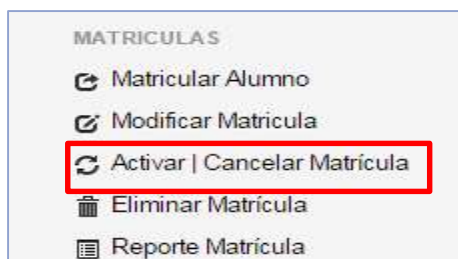 MATRICULAS
Matricular Alumno
Modificar Matricula
Activar | Cancelar Matrícula
Eliminar Matrícula
Reporte Matrícula